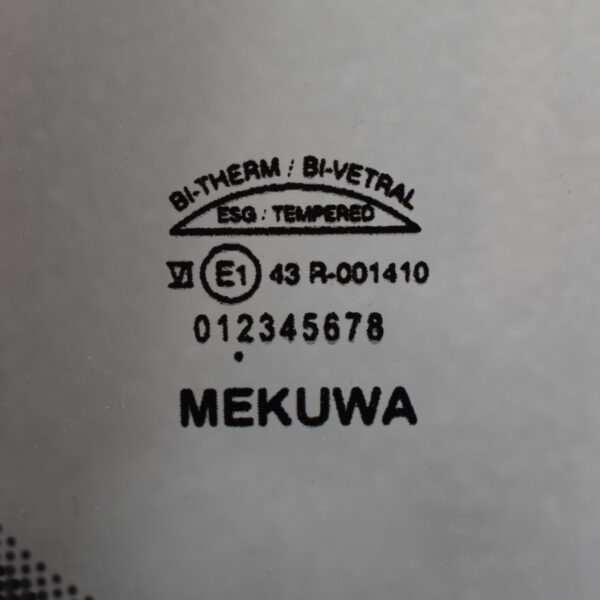 BI-THERM / BI-VETRAL
ESG / TEMPERED
VI E1 43 R-001410
012345678
MEKUWA